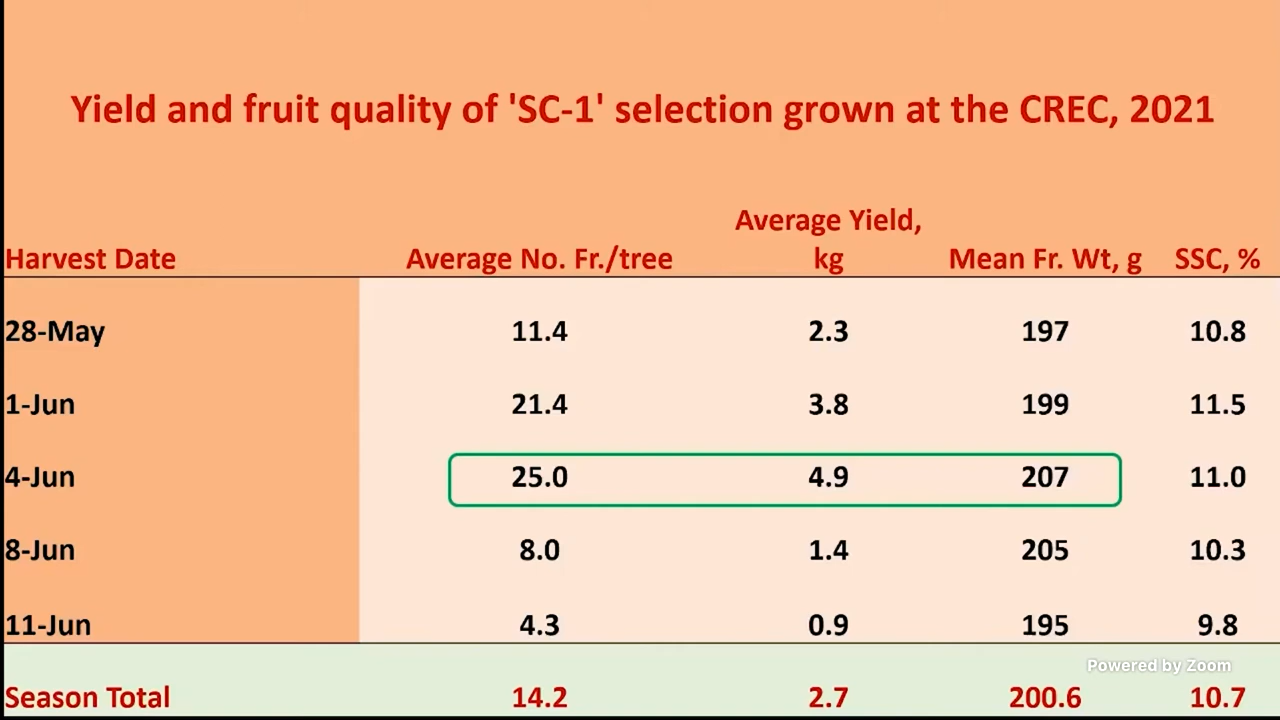 Yield and fruit quality of 'SC-1' selection grown at the CREC, 2021
Harvest Date Average No. Fr./tree Average Yield, kg Mean Fr. Wt, g SSC, %
28-May 11.4 2.3 197 10.8
1-Jun 21.4 3.8 199 11.5
4-Jun 25.0 4.9 207 11.0
8-Jun 8.0 1.4 205 10.3
11-Jun 4.3 0.9 195 9.8
Powered by Zoom
Season Total 14.2 2.7 200.6 10.7